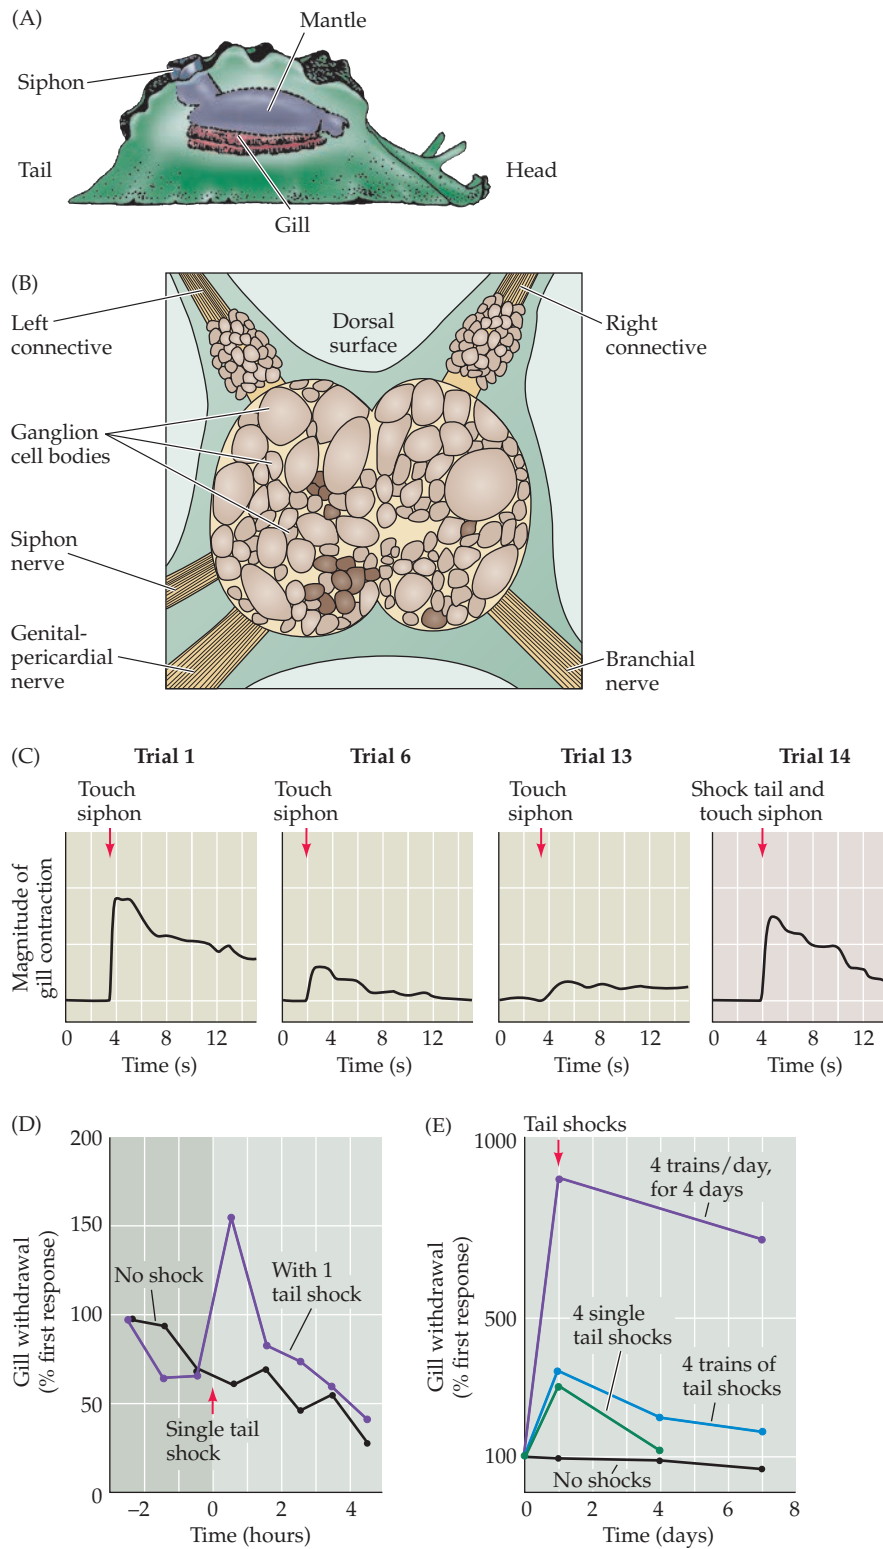 (A)
Mantle
Siphon
Tail
Head
Gill
(B)
Left
connective
Dorsal
surface
Right
connective
Ganglion
cell bodies
Siphon
nerve
Genital-
pericardial
nerve
Branchial
nerve
(C)
Trial 1
Trial 6
Trial 13
Trial 14
Touch
siphon
Touch
siphon
Touch
siphon
Shock tail and
touch siphon
Magnitude of
gill contraction
0 4 8 12
0 4 8 12
0 4 8 12
0 4 8 12
Time (s)
Time (s)
Time (s)
Time (s)
(D)
200
150
100
50
0
Gill withdrawal
(% first response)
No shock
With 1
tail shock
Single tail
shock
–2 0 2 4
Time (hours)
(E)
Tail shocks
1000
500
100
0
Gill withdrawal
(% first response)
4 trains/day,
for 4 days
4 single
tail shocks
4 trains of
tail shocks
No shocks
0 2 4 6 8
Time (days)